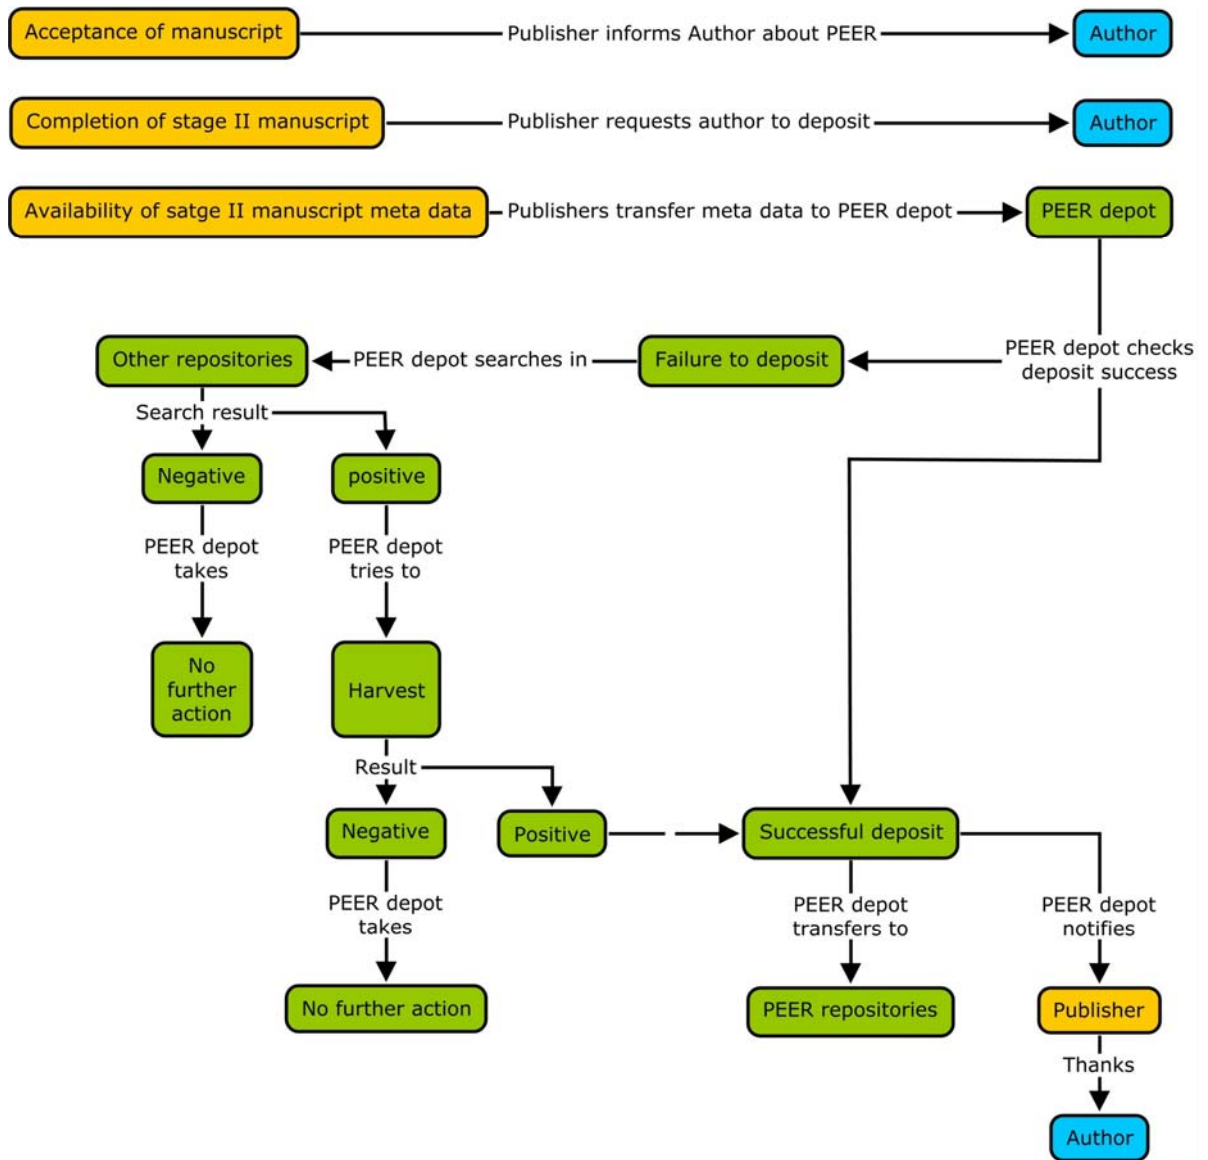 Acceptance of manuscript
Publisher informs Author about PEER
Author
Completion of stage II manuscript
Publisher requests author to deposit
Author
Availability of satge II manuscript meta data
Publishers transfer meta data to PEER depot
PEER depot
PEER depot checks
deposit success
Failure to deposit
PEER depot searches in
Other repositories
Search result
Negative
positive
PEER depot
takes
PEER depot
tries to
No
further
action
Harvest
Result
Negative
Positive
Successful deposit
PEER depot
takes
PEER depot
transfers to
PEER depot
notifies
No further action
PEER repositories
Publisher
Thanks
Author